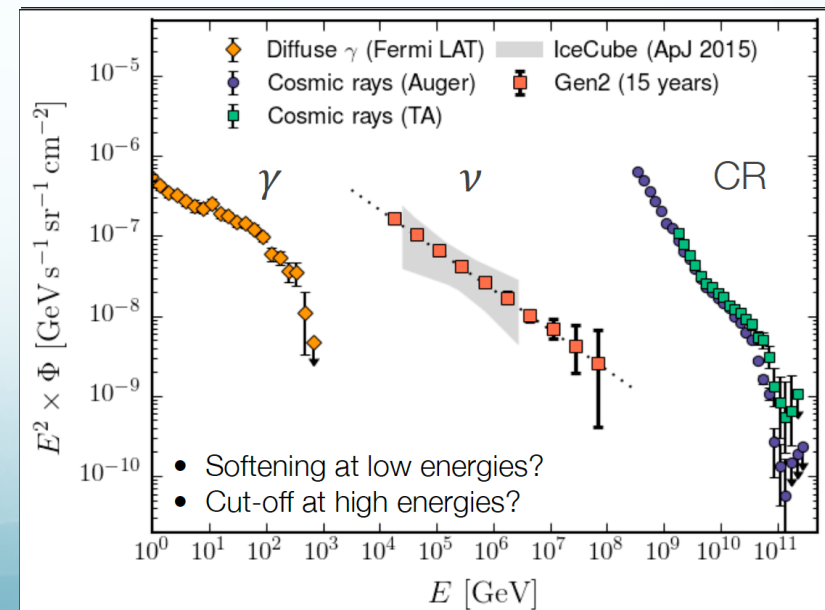 Diffuse γ (Fermi LAT)
Cosmic rays (Auger)
Cosmic rays (TA)
IceCube (ApJ 2015)
Gen2 (15 years)
γ
ν
CR
10⁻⁵
10⁻⁶
10⁻⁷
10⁻⁸
10⁻⁹
10⁻¹⁰
E² × Φ [GeV s⁻¹ sr⁻¹ cm⁻²]
• Softening at low energies?
• Cut-off at high energies?
10⁰ 10¹ 10² 10³ 10⁴ 10⁵ 10⁶ 10⁷ 10⁸ 10⁹ 10¹⁰ 10¹¹
E [GeV]